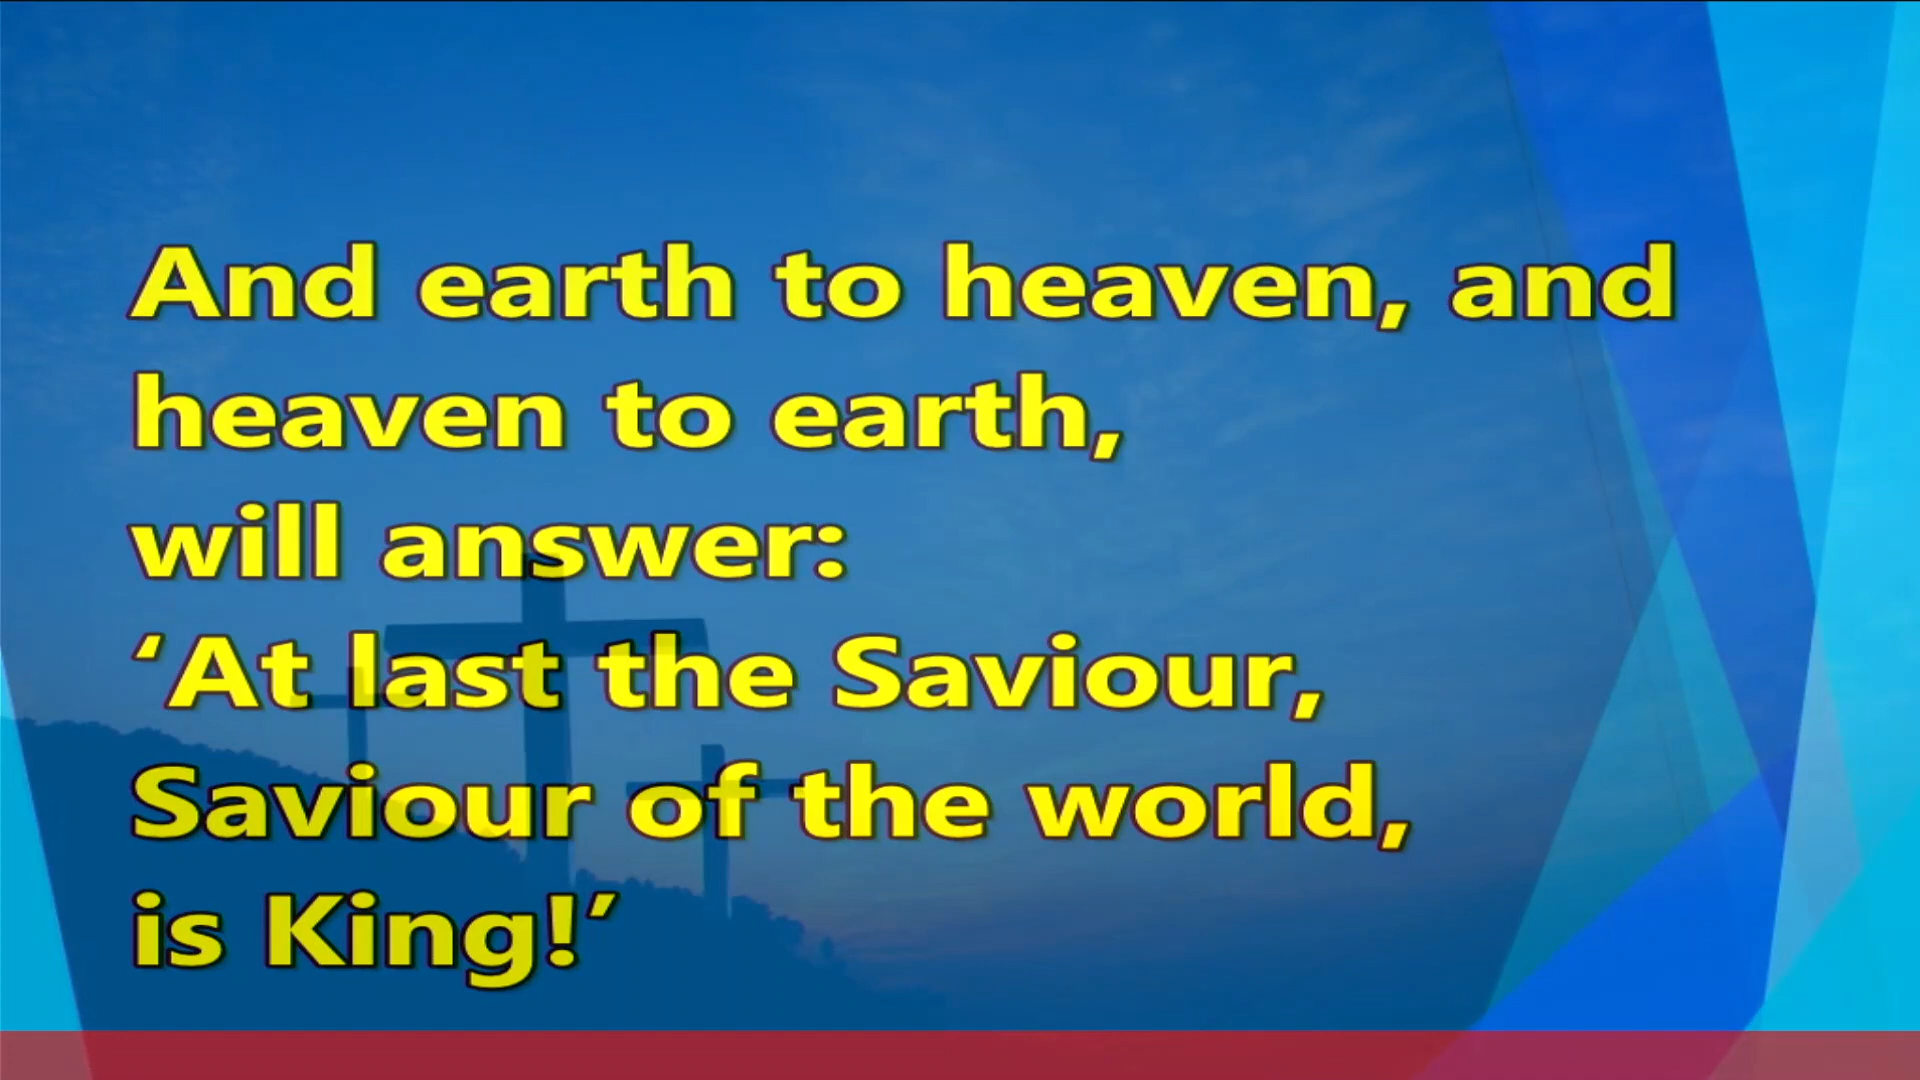 And earth to heaven, and
heaven to earth,
will answer:
‘At last the Saviour,
Saviour of the world,
is King!’